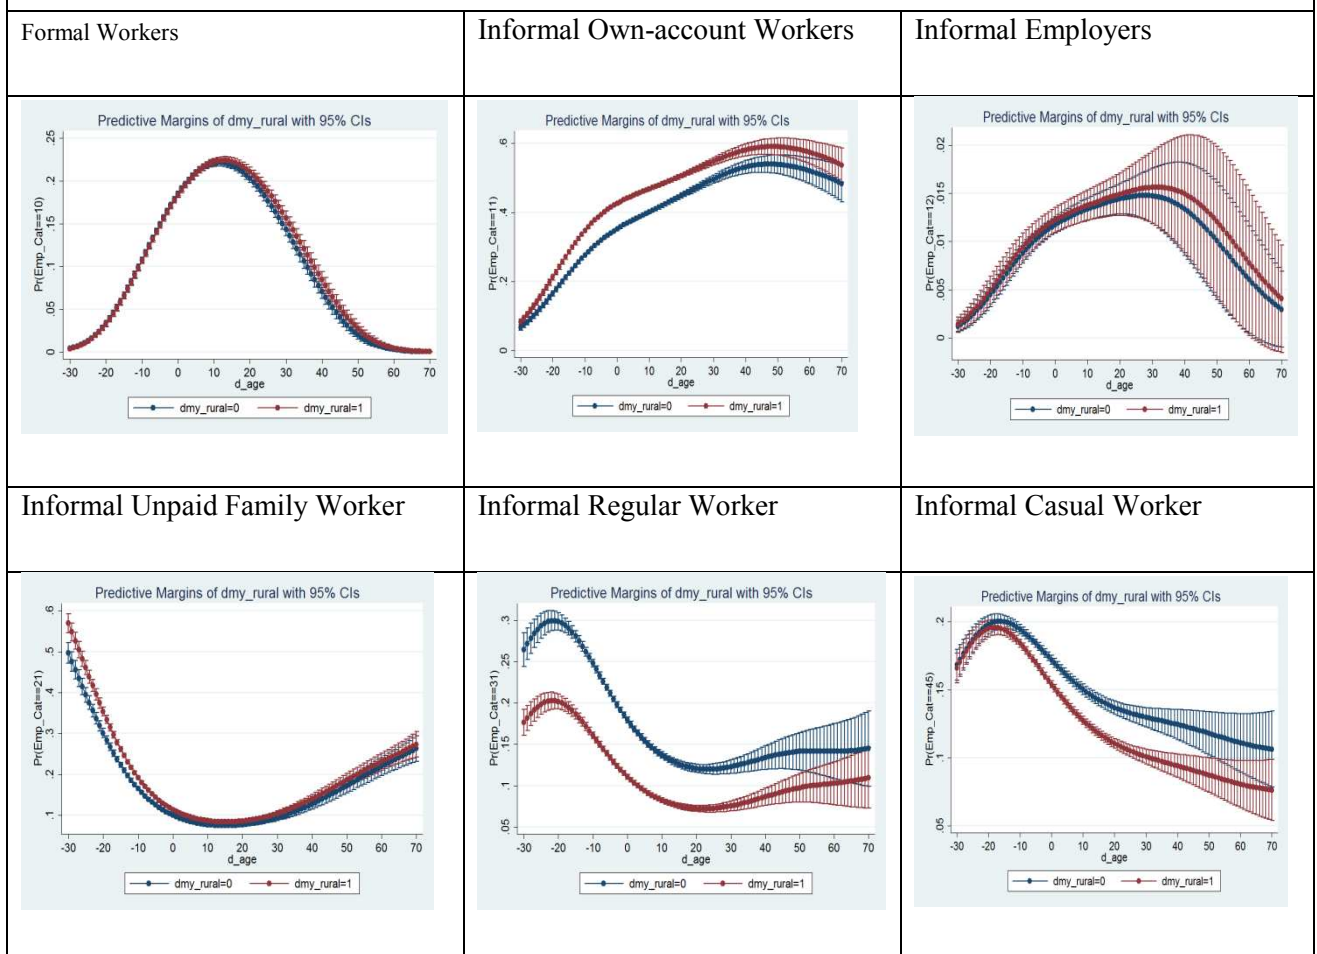 Formal Workers
Informal Own-account Workers
Informal Employers
Predictive Margins of dmy_rural with 95% CIs
Pr(Emp_Cat==10)
.25
.2
.15
.1
.05
0
-30 -20 -10 0 10 20 30 40 50 60 70
d_age
dmy_rural=0 dmy_rural=1
Predictive Margins of dmy_rural with 95% CIs
Pr(Emp_Cat==11)
.6
.4
.2
0
-30 -20 -10 0 10 20 30 40 50 60 70
d_age
dmy_rural=0 dmy_rural=1
Predictive Margins of dmy_rural with 95% CIs
Pr(Emp_Cat==12)
.02
.015
.01
.005
0
-30 -20 -10 0 10 20 30 40 50 60 70
d_age
dmy_rural=0 dmy_rural=1
Informal Unpaid Family Worker
Informal Regular Worker
Informal Casual Worker
Predictive Margins of dmy_rural with 95% CIs
Pr(Emp_Cat==21)
.6
.5
.4
.3
.2
.1
-30 -20 -10 0 10 20 30 40 50 60 70
d_age
dmy_rural=0 dmy_rural=1
Predictive Margins of dmy_rural with 95% CIs
Pr(Emp_Cat==31)
.3
.25
.2
.15
.1
.05
-30 -20 -10 0 10 20 30 40 50 60 70
d_age
dmy_rural=0 dmy_rural=1
Predictive Margins of dmy_rural with 95% CIs
Pr(Emp_Cat==45)
.2
.15
.1
.05
-30 -20 -10 0 10 20 30 40 50 60 70
d_age
dmy_rural=0 dmy_rural=1